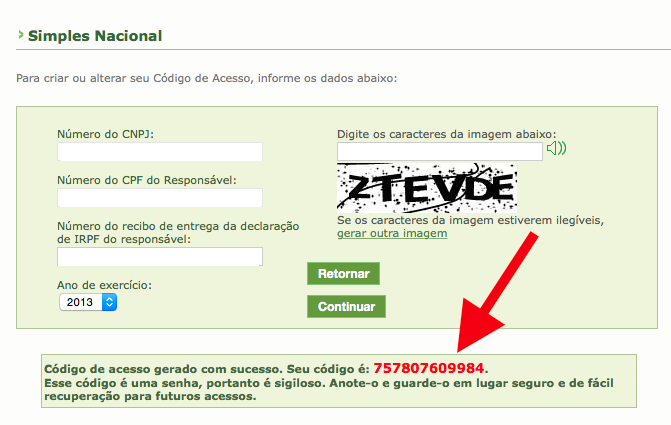 Simples Nacional
Para criar ou alterar seu Código de Acesso, informe os dados abaixo:
Número do CNPJ:
Número do CPF do Responsável:
Número do recibo de entrega da declaração
de IRPF do responsável:
Ano de exercício:
2013
Digite os caracteres da imagem abaixo:
ZTEVDE
Se os caracteres da imagem estiverem ilegíveis,
gerar outra imagem
Retornar
Continuar
Código de acesso gerado com sucesso. Seu código é: 757807609984.
Esse código é uma senha, portanto é sigiloso. Anote-o e guarde-o em lugar seguro e de fácil
recuperação para futuros acessos.